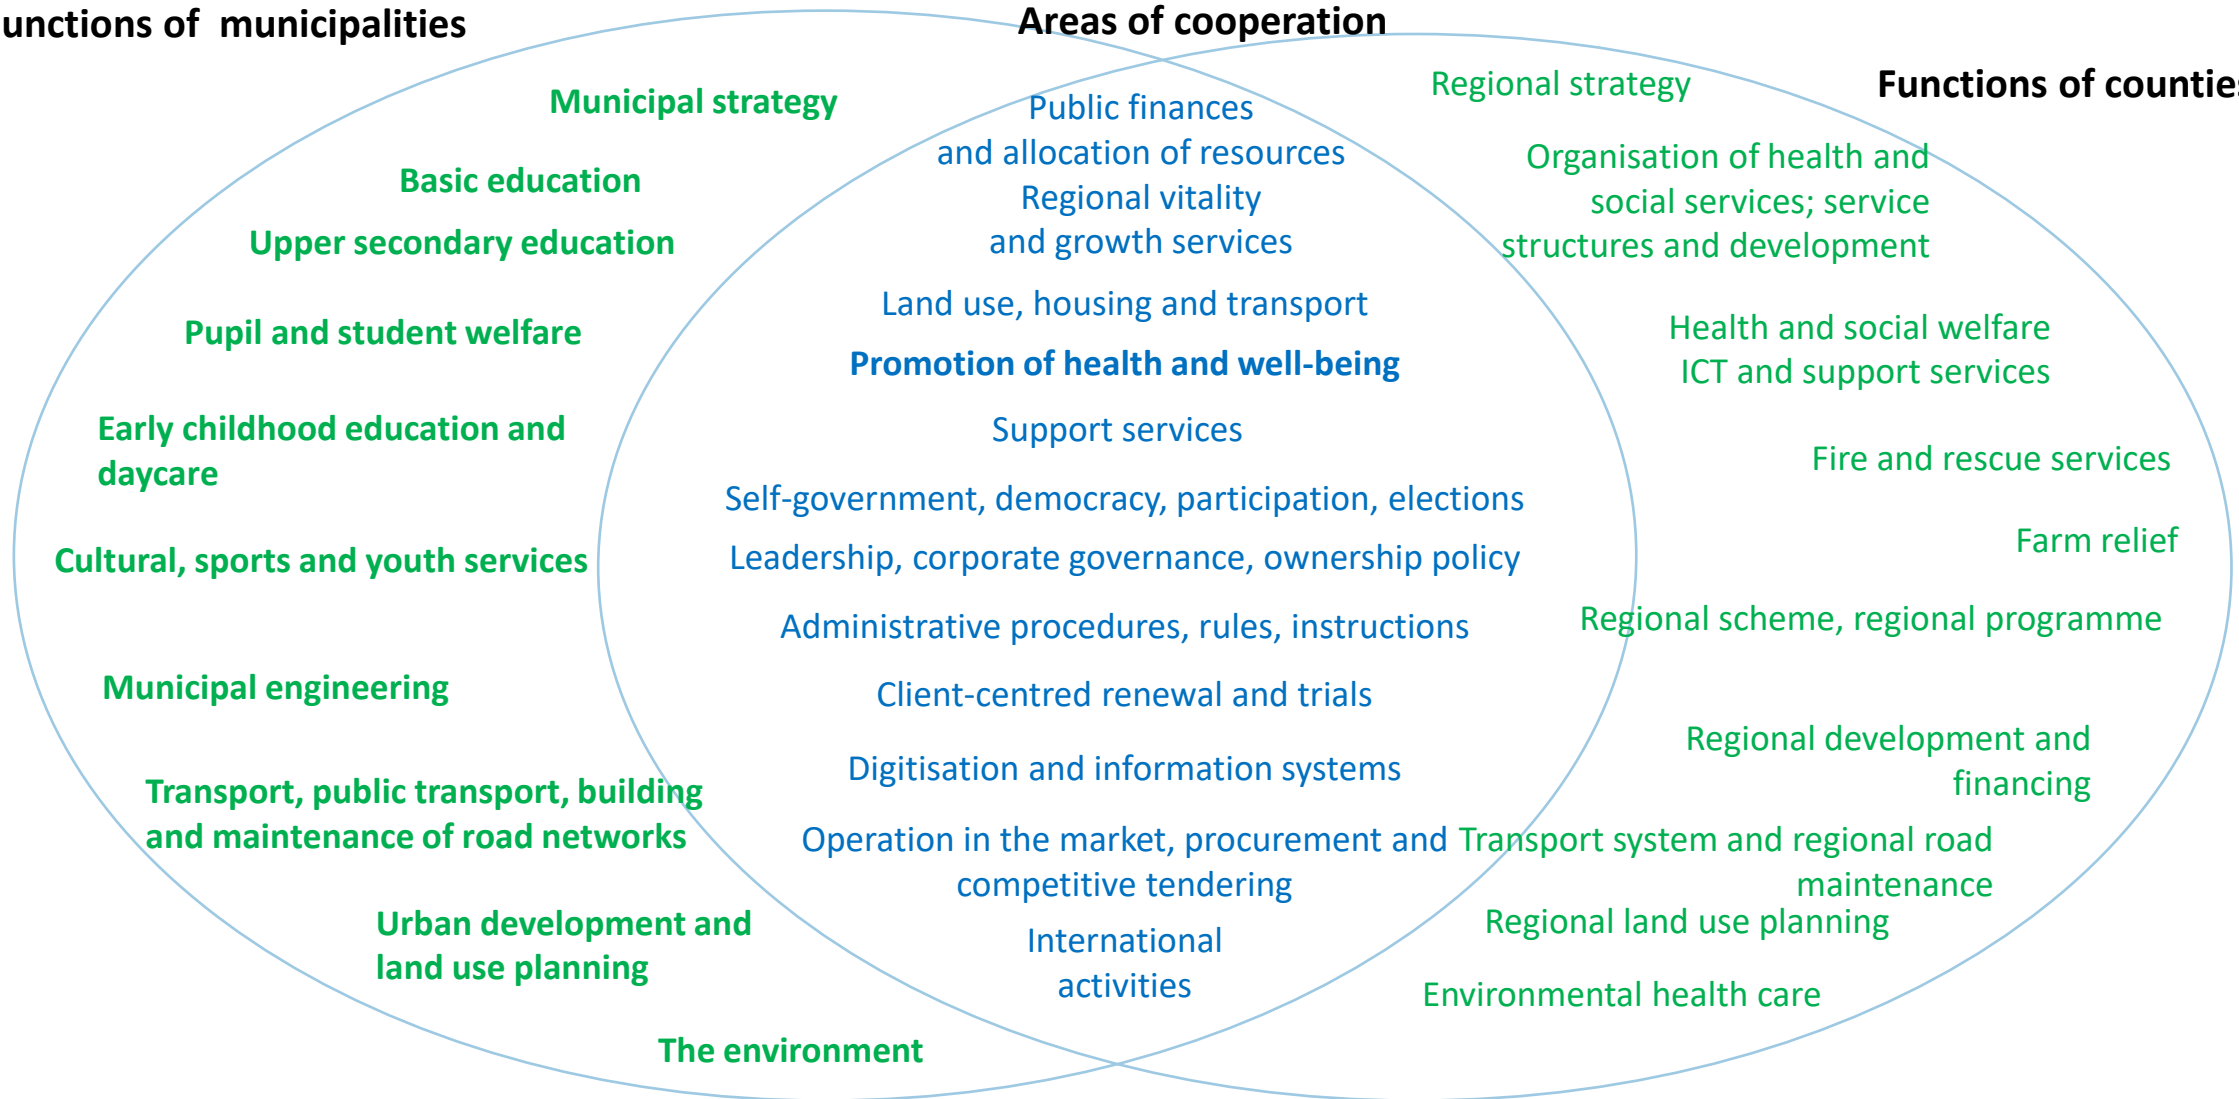 unctions of municipalities
Areas of cooperation
Functions of counties
Municipal strategy
Basic education
Upper secondary education
Pupil and student welfare
Early childhood education and
daycare
Cultural, sports and youth services
Municipal engineering
Transport, public transport, building
and maintenance of road networks
Urban development and
land use planning
The environment
Public finances
and allocation of resources
Regional vitality
and growth services
Land use, housing and transport
Promotion of health and well-being
Support services
Self-government, democracy, participation, elections
Leadership, corporate governance, ownership policy
Administrative procedures, rules, instructions
Client-centred renewal and trials
Digitisation and information systems
Operation in the market, procurement and
competitive tendering
International
activities
Regional strategy
Organisation of health and
social services; service
structures and development
Health and social welfare
ICT and support services
Fire and rescue services
Farm relief
Regional scheme, regional programme
Regional development and
financing
Transport system and regional road
maintenance
Regional land use planning
Environmental health care